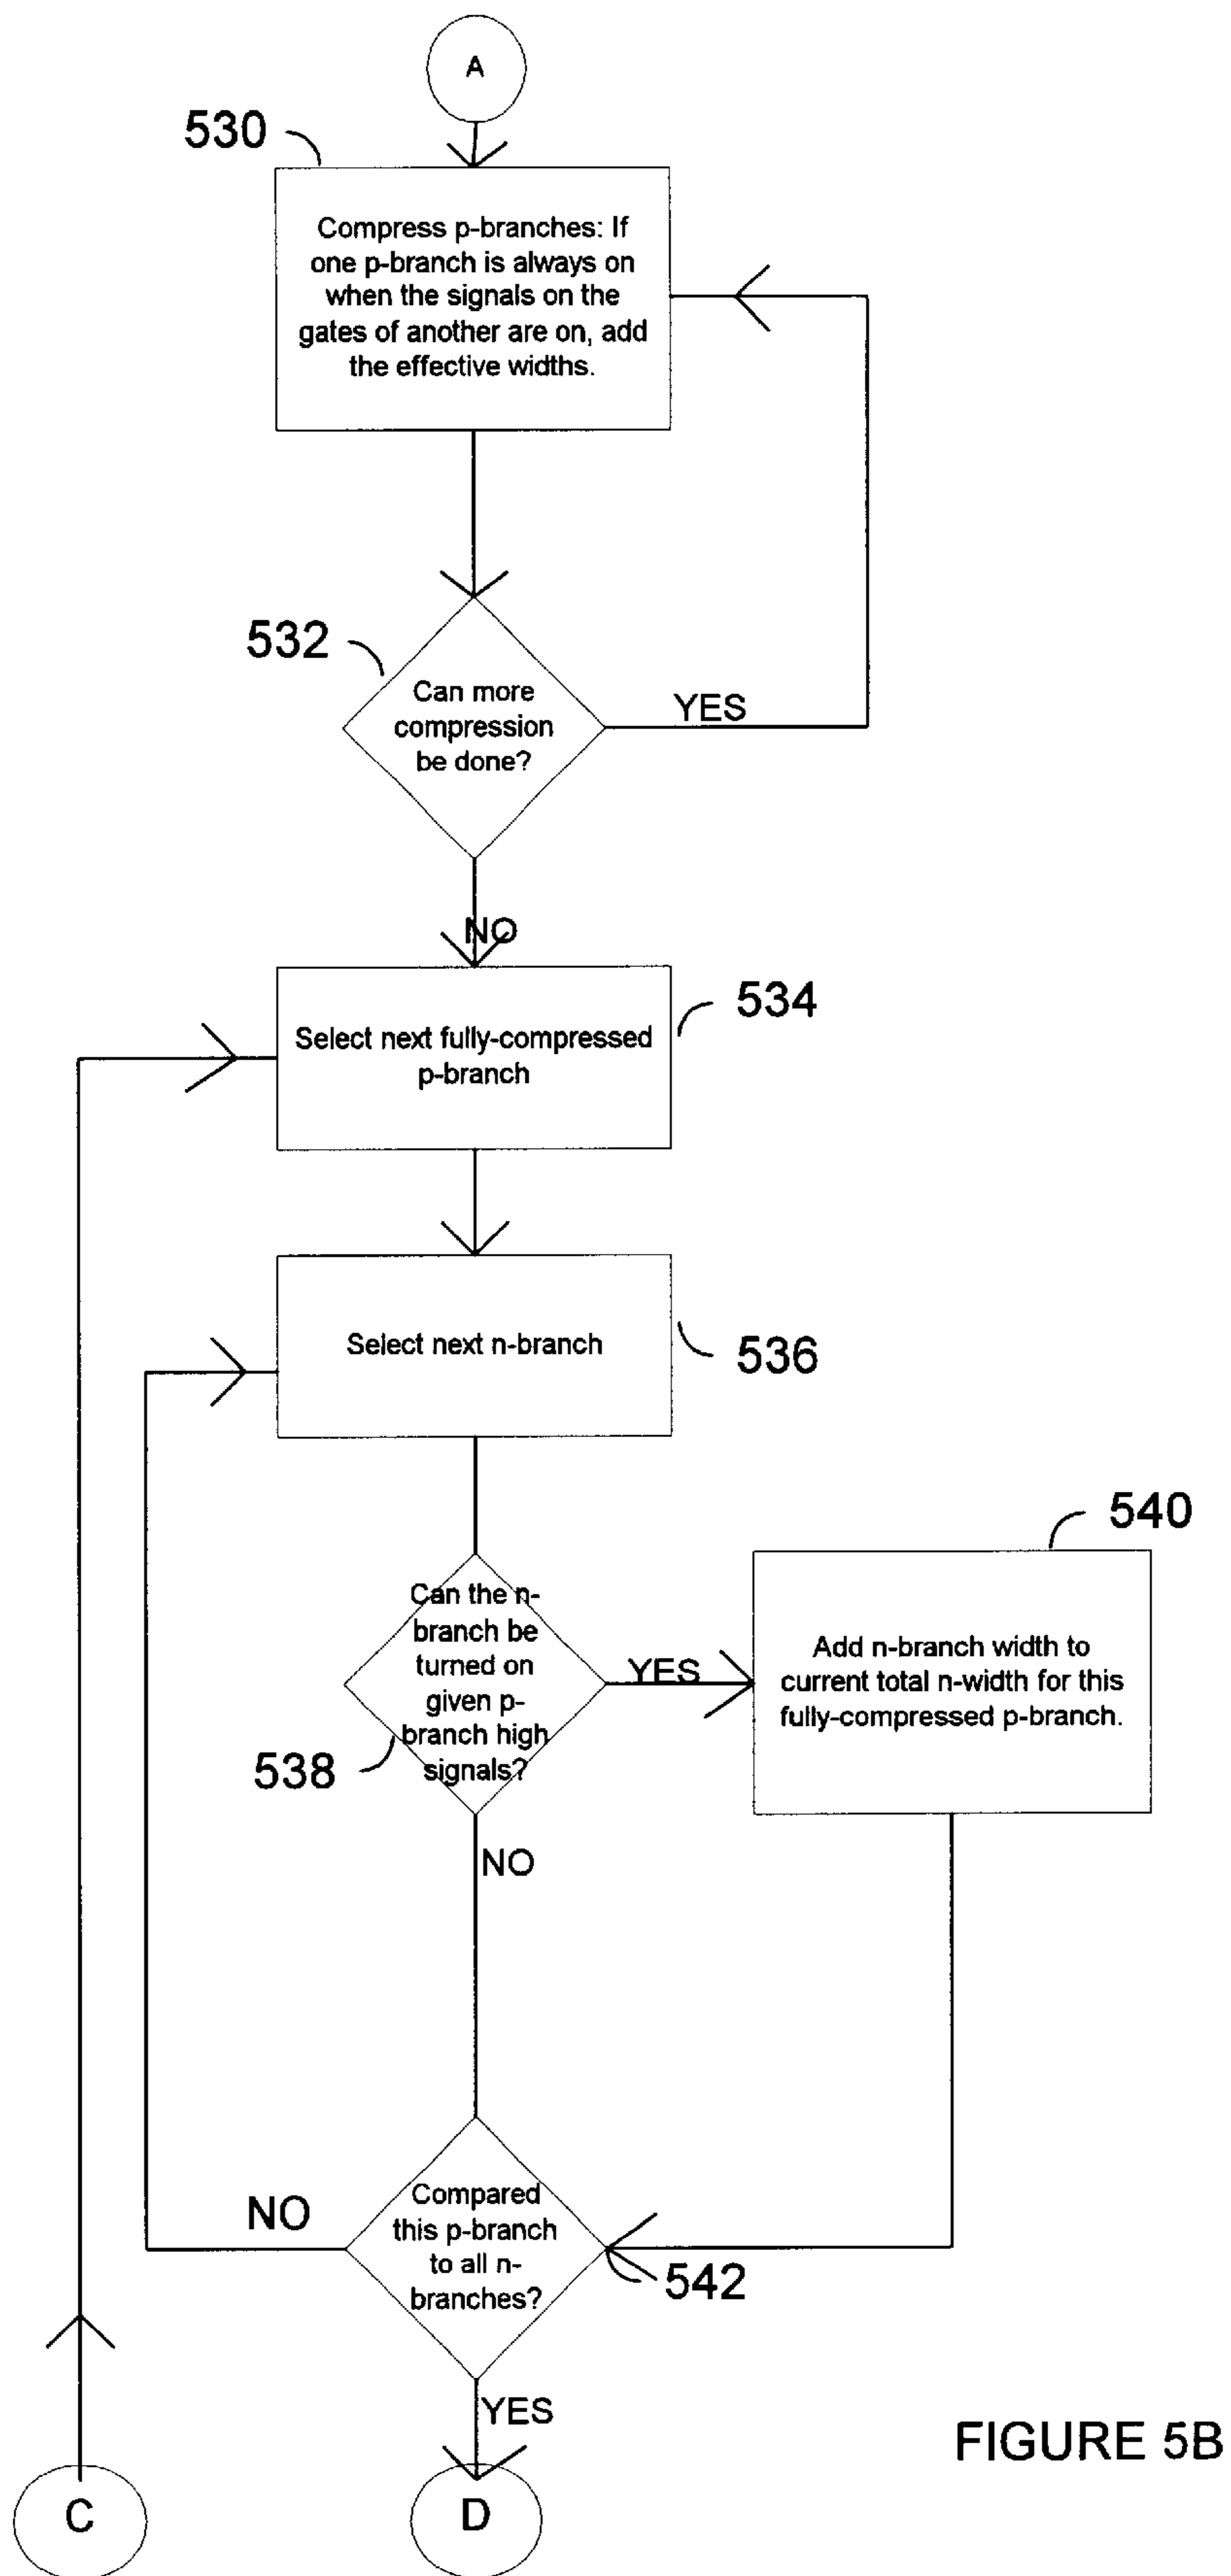 A
530
Compress p-branches: If
one p-branch is always on
when the signals on the
gates of another are on, add
the effective widths.
532
Can more
compression
be done?
YES
NO
534
Select next fully-compressed
p-branch
Select next n-branch
536
540
Can the n-
branch be
turned on
given p-
branch high
signals?
YES
Add n-branch width to
current total n-width for this
fully-compressed p-branch.
538
NO
Compared
this p-branch
to all n-
branches?
NO
542
YES
FIGURE 5B
C
D